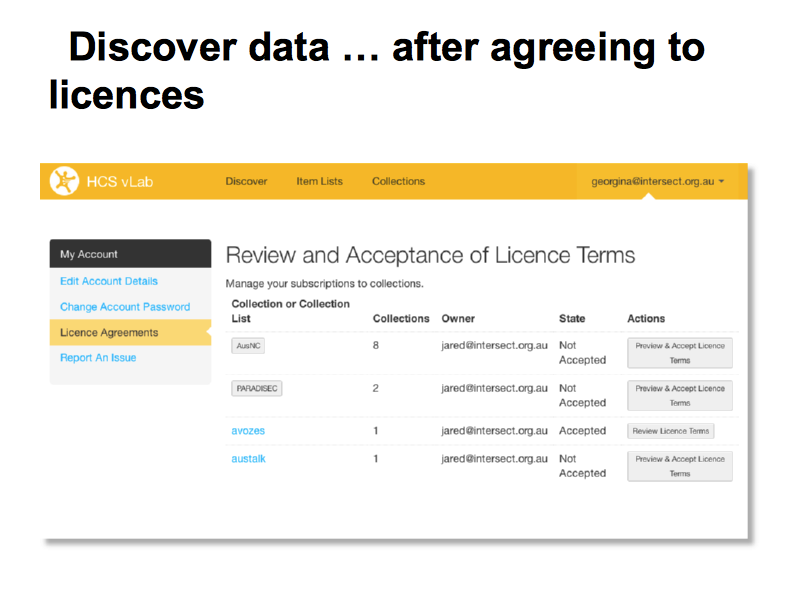 Discover data … after agreeing to
licences
HCS vLab
Discover
Item Lists
Collections
georgina@intersect.org.au
My Account
Edit Account Details
Change Account Password
Licence Agreements
Report An Issue
Review and Acceptance of Licence Terms
Manage your subscriptions to collections.
Collection or Collection
List Collections Owner State Actions
AusNC 8 jared@intersect.org.au Not Preview & Accept Licence
Accepted Terms
PARADISEC 2 jared@intersect.org.au Not Preview & Accept Licence
Accepted Terms
avozes 1 jared@intersect.org.au Accepted Review Licence Terms
austalk 1 jared@intersect.org.au Not Preview & Accept Licence
Accepted Terms